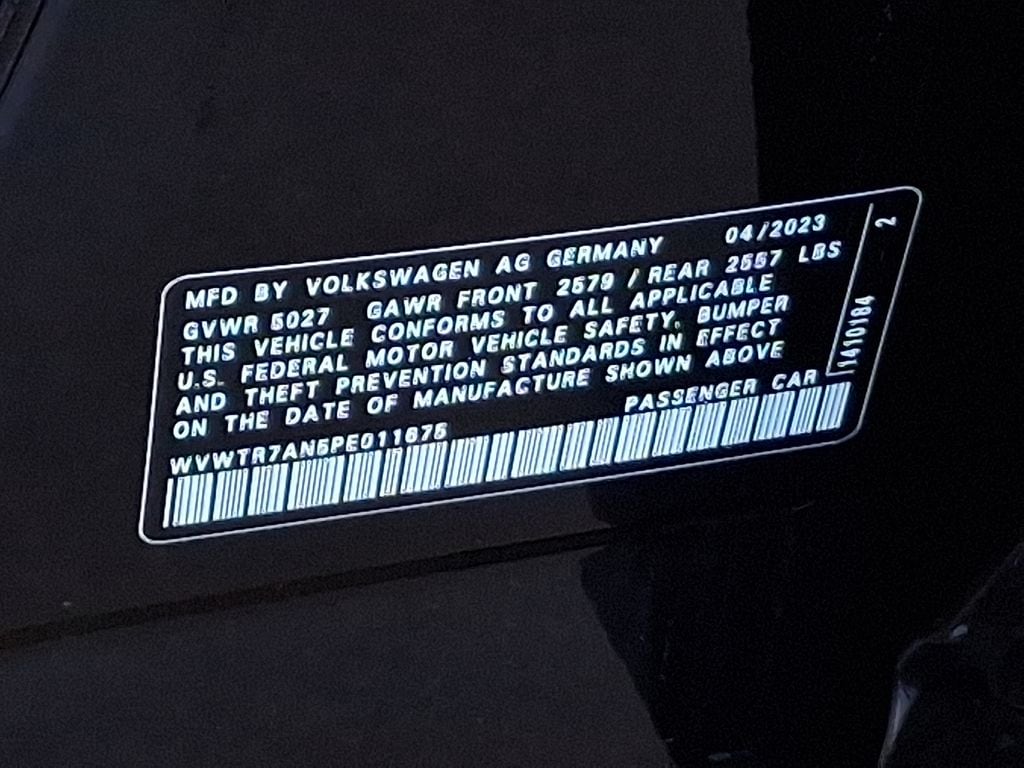 MFD BY VOLKSWAGEN AG GERMANY 04/2023
GVWR 5027 GAWR FRONT 2579 / REAR 2557 LBS
THIS VEHICLE CONFORMS TO ALL APPLICABLE
U.S. FEDERAL MOTOR VEHICLE SAFETY, BUMPER
AND THEFT PREVENTION STANDARDS IN EFFECT
ON THE DATE OF MANUFACTURE SHOWN ABOVE
PASSENGER CAR
WVWTR7AN5PE011675
1410184 2